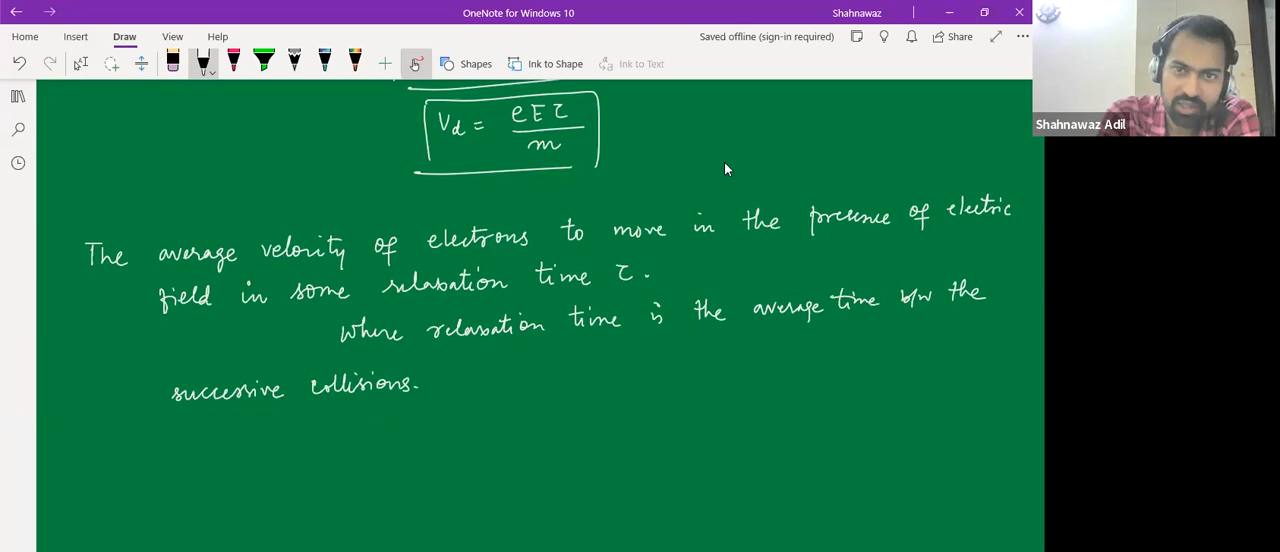 OneNote for Windows 10
Shahnawaz
Home Insert Draw View Help
Saved offline (sign-in required)
Share
Shapes
Ink to Shape
Ink to Text
Shahnawaz Adil
Vd = eEτ/m
The average velocity of electrons to move in the presence of electric
field in some relaxation time τ.
where relaxation time is the average time b/w the
successive collisions.